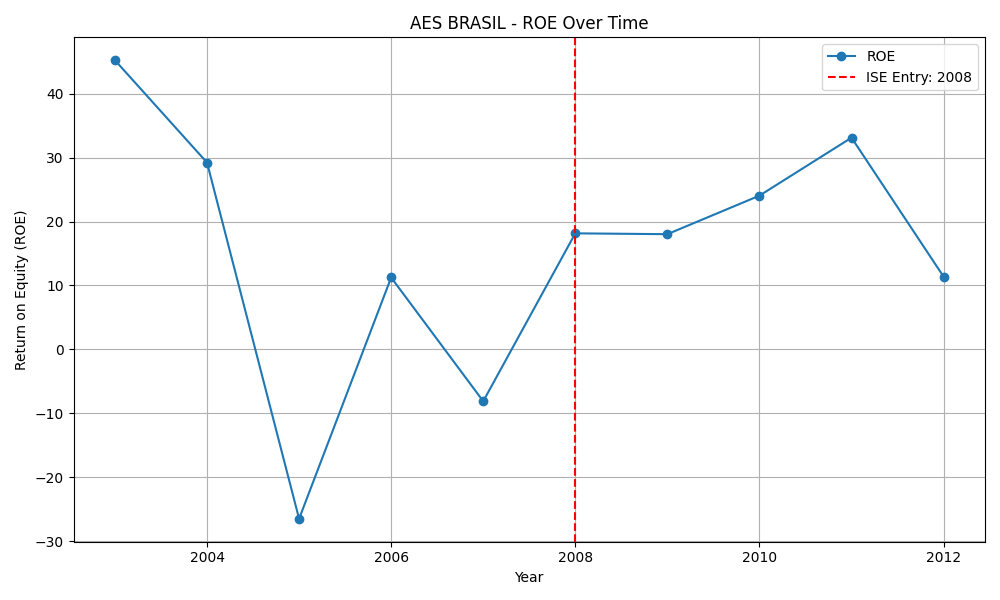 AES BRASIL - ROE Over Time
ROE
ISE Entry: 2008
Return on Equity (ROE)
40
30
20
10
0
−10
−20
−30
2004
2006
2008
2010
2012
Year